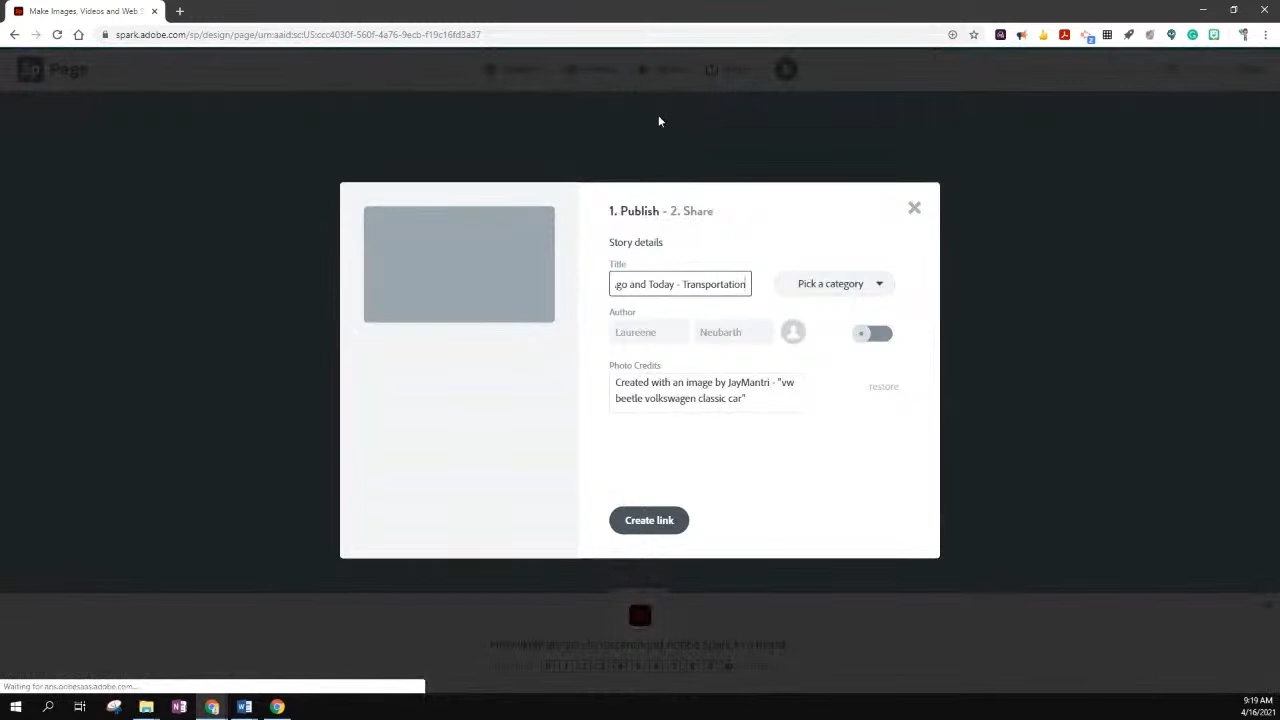 Make Images, Videos and Web S
spark.adobe.com/sp/design/page/urn:aaid:sc:US:ccc4030f-560f-4a76-9ecb-f19c16fd3a37
Page
1. Publish - 2. Share
Story details
Title
go and Today - Transportation
Pick a category
Author
Laureene
Neubarth
Photo Credits
Created with an image by JayMantri - "vw
beetle volkswagen classic car"
restore
Create link
9:19 AM
4/16/2021